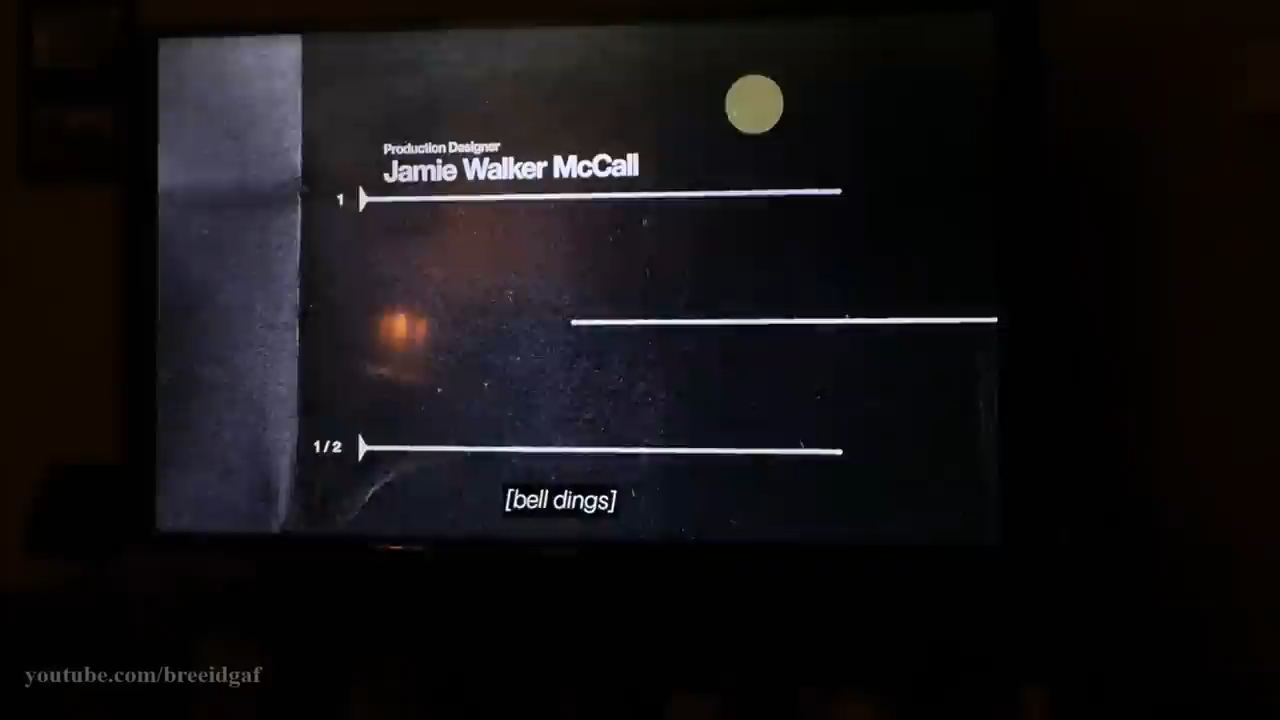 Production Designer
Jamie Walker McCall
1
1/2
[bell dings]
youtube.com/breeidgaf